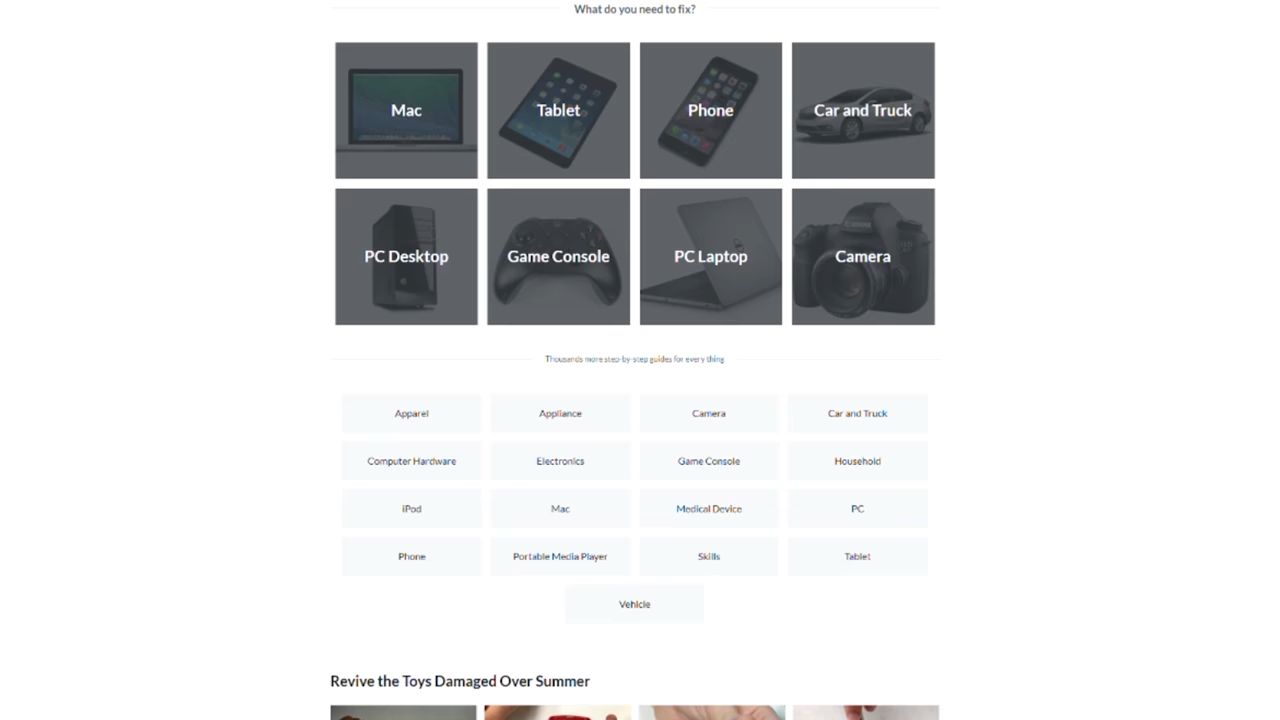 What do you need to fix?
Mac Tablet Phone Car and Truck
PC Desktop Game Console PC Laptop Camera
Thousands more step-by-step guides for every thing
Apparel Appliance Camera Car and Truck
Computer Hardware Electronics Game Console Household
iPod Mac Medical Device PC
Phone Portable Media Player Skills Tablet
Vehicle
Revive the Toys Damaged Over Summer